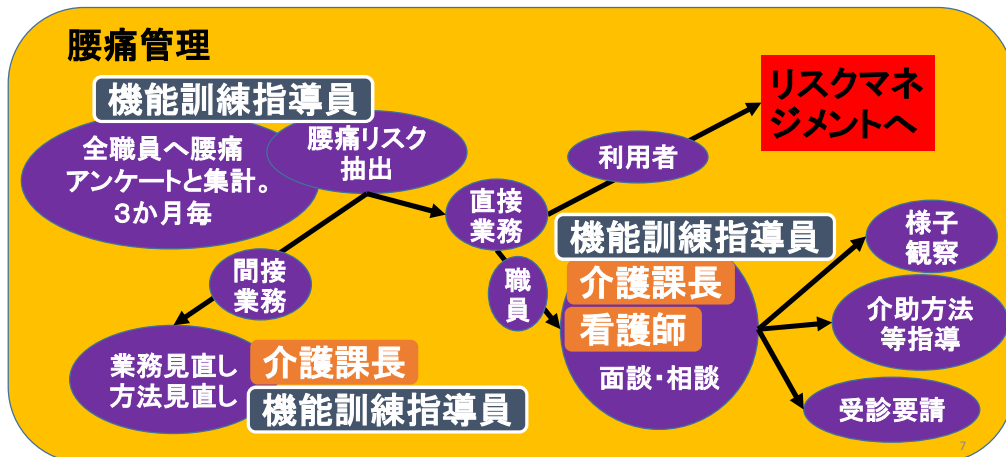 腰痛管理
機能訓練指導員
全職員へ腰痛
アンケートと集計。
３か月毎
腰痛リスク
抽出
利用者
リスクマネ
ジメントへ
直接
業務
間接
業務
職
員
機能訓練指導員
介護課長
看護師
面談・相談
様子
観察
介助方法
等指導
受診要請
業務見直し
方法見直し
介護課長
機能訓練指導員
7